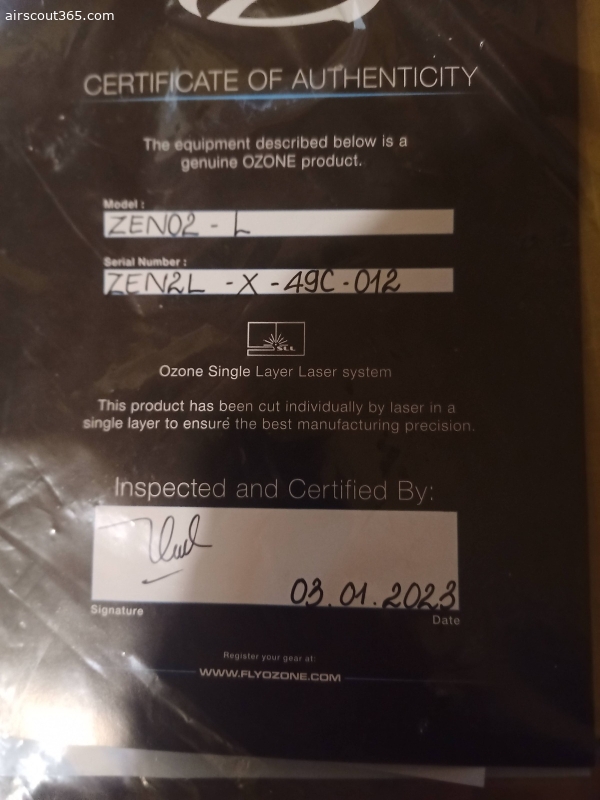 airscout365.com
CERTIFICATE OF AUTHENTICITY
The equipment described below is a
genuine OZONE product.
Model :
ZENO2 - L
Serial Number :
ZEN2L - X - 49C - 012
SLL
Ozone Single Layer Laser system
This product has been cut individually by laser in a
single layer to ensure the best manufacturing precision.
Inspected and Certified By:
03.01.2023
Signature
Date
Register your gear at:
WWW.FLYOZONE.COM